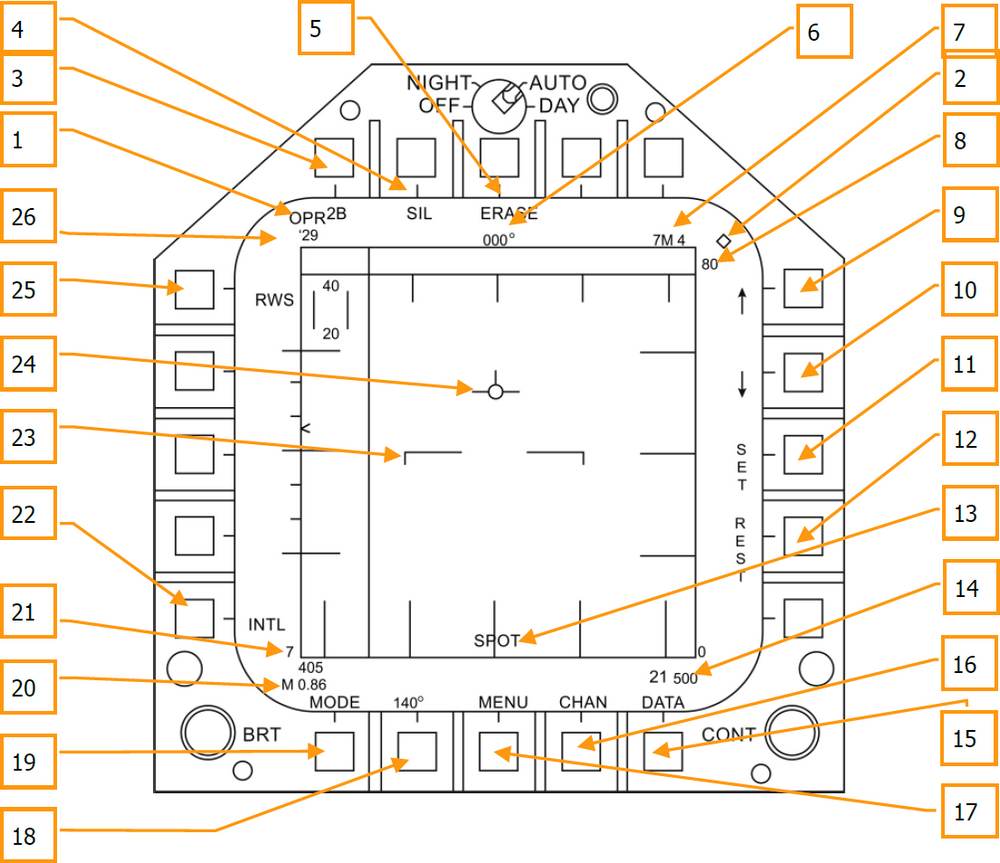 4
5
6
7
3
NIGHT
AUTO
2
OFF
DAY
1
8
26
OPR
2B
SIL
ERASE
'29
000°
7M 4
80
9
25
RWS
40
20
10
24
11
23
<
SET
12
22
REST
13
21
INTL
7
SPOT
0
14
405
21 500
20
M 0.86
16
MODE
140°
MENU
CHAN
DATA
19
BRT
CONT
15
18
17